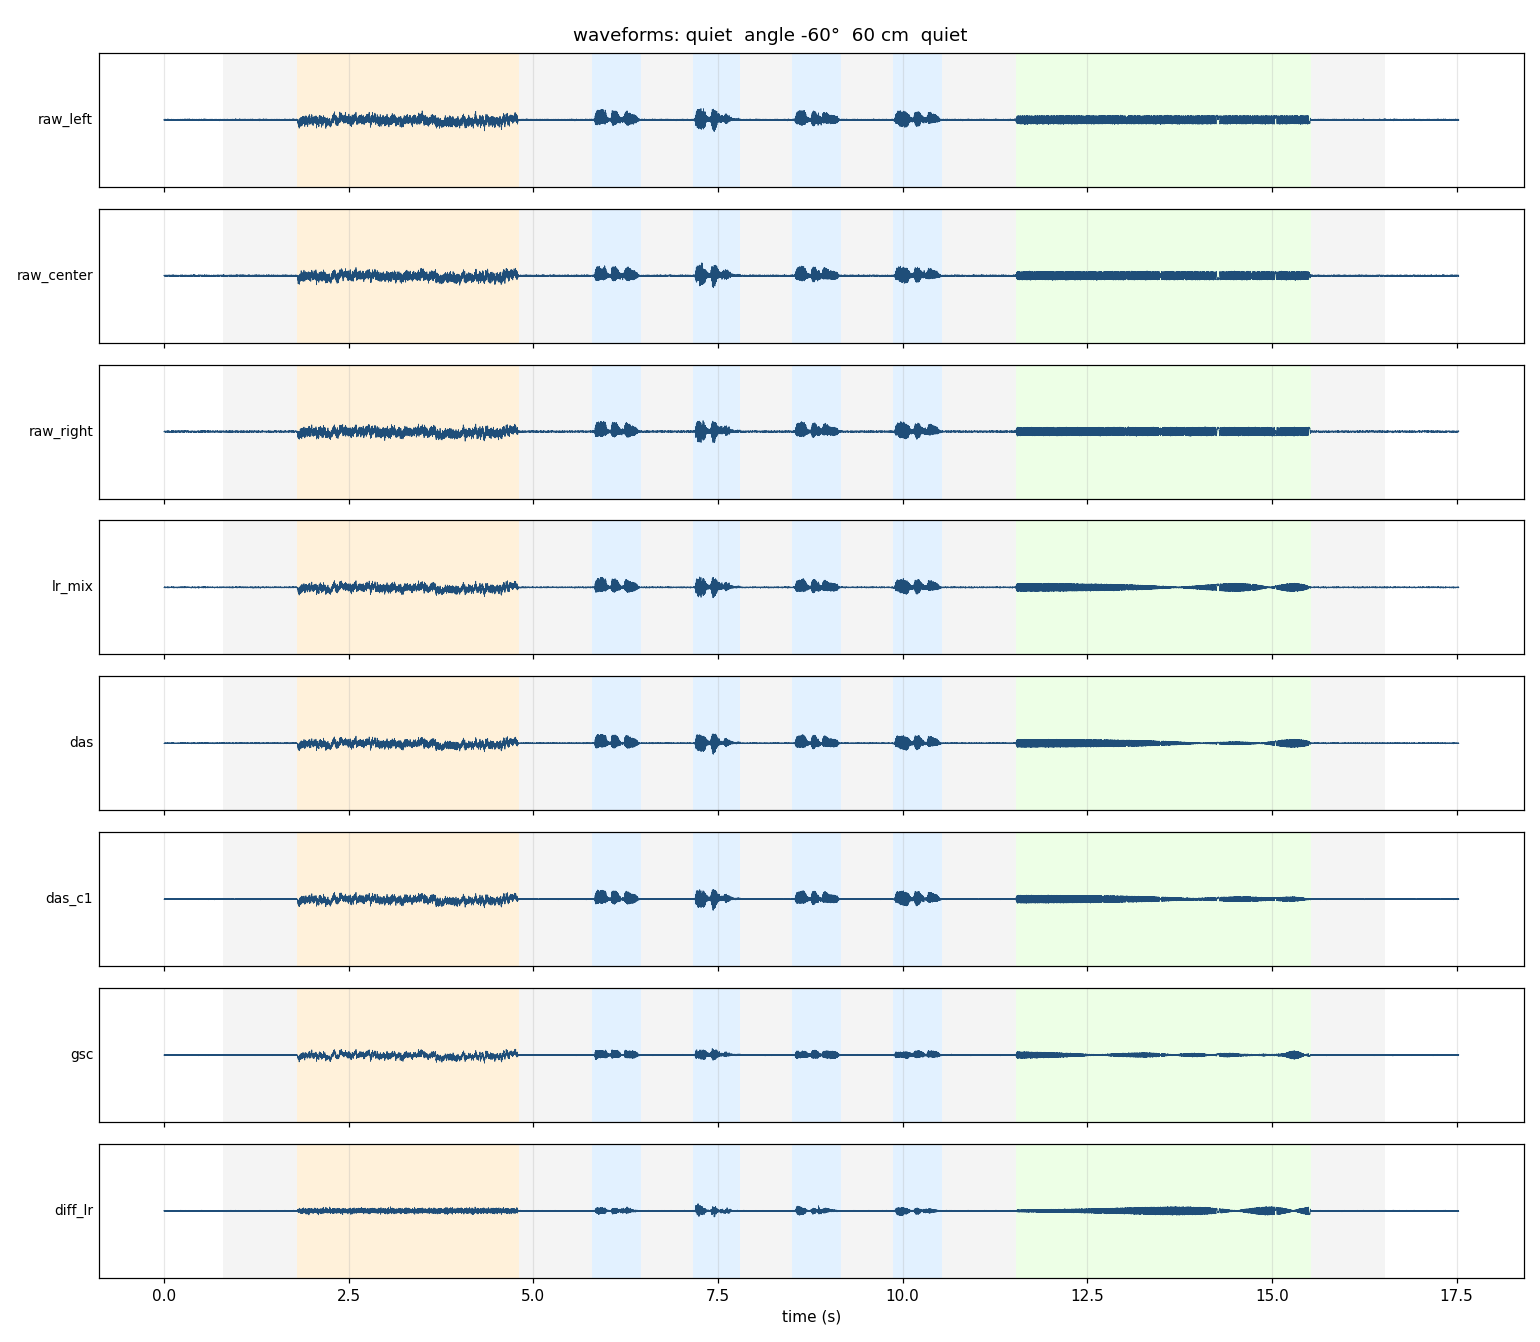 waveforms: quiet  angle -60°  60 cm  quiet
raw_left
raw_center
raw_right
lr_mix
das
das_c1
gsc
diff_lr
0.0 2.5 5.0 7.5 10.0 12.5 15.0 17.5
time (s)